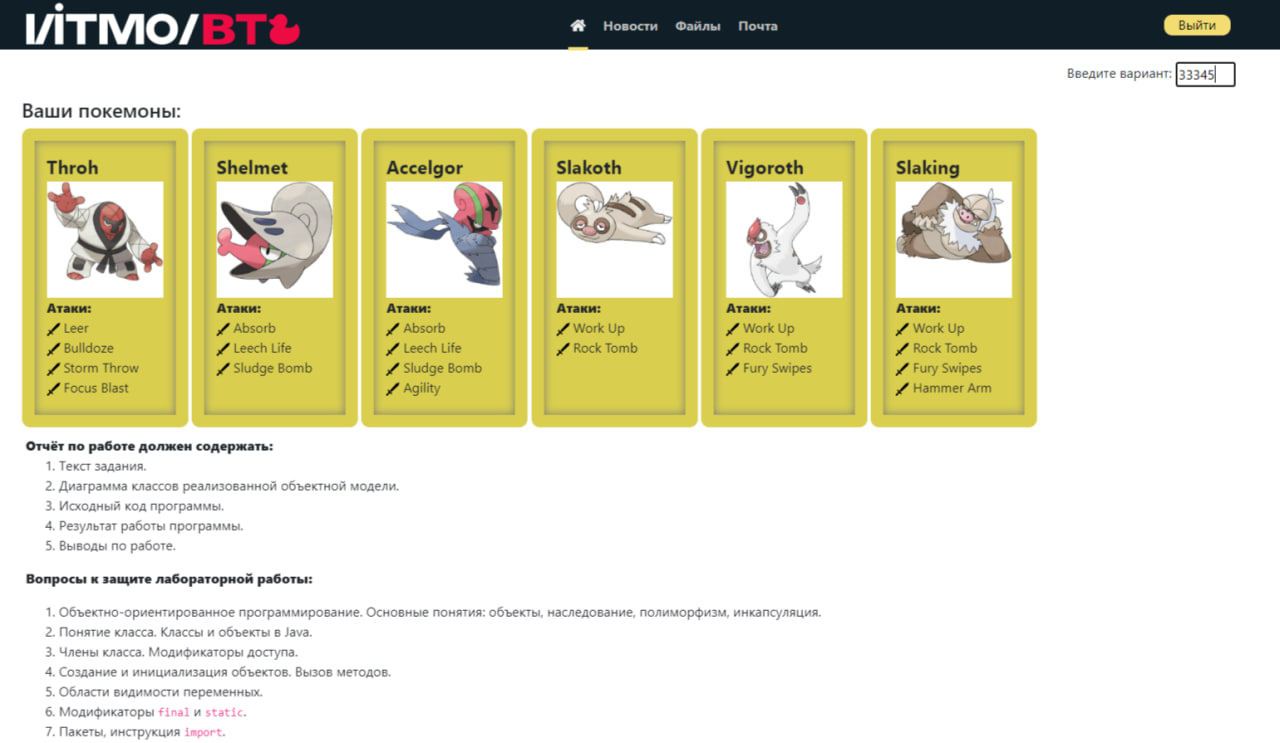 I/İTMO/ВТ
Новости Файлы Почта
Выйти
Введите вариант: 33345
Ваши покемоны:
Throh
Атаки:
Leer
Bulldoze
Storm Throw
Focus Blast
Shelmet
Атаки:
Absorb
Leech Life
Sludge Bomb
Accelgor
Атаки:
Absorb
Leech Life
Sludge Bomb
Agility
Slakoth
Атаки:
Work Up
Rock Tomb
Vigoroth
Атаки:
Work Up
Rock Tomb
Fury Swipes
Slaking
Атаки:
Work Up
Rock Tomb
Fury Swipes
Hammer Arm
Отчёт по работе должен содержать:
1. Текст задания.
2. Диаграмма классов реализованной объектной модели.
3. Исходный код программы.
4. Результат работы программы.
5. Выводы по работе.
Вопросы к защите лабораторной работы:
1. Объектно-ориентированное программирование. Основные понятия: объекты, наследование, полиморфизм, инкапсуляция.
2. Понятие класса. Классы и объекты в Java.
3. Члены класса. Модификаторы доступа.
4. Создание и инициализация объектов. Вызов методов.
5. Области видимости переменных.
6. Модификаторы final и static.
7. Пакеты, инструкция import.